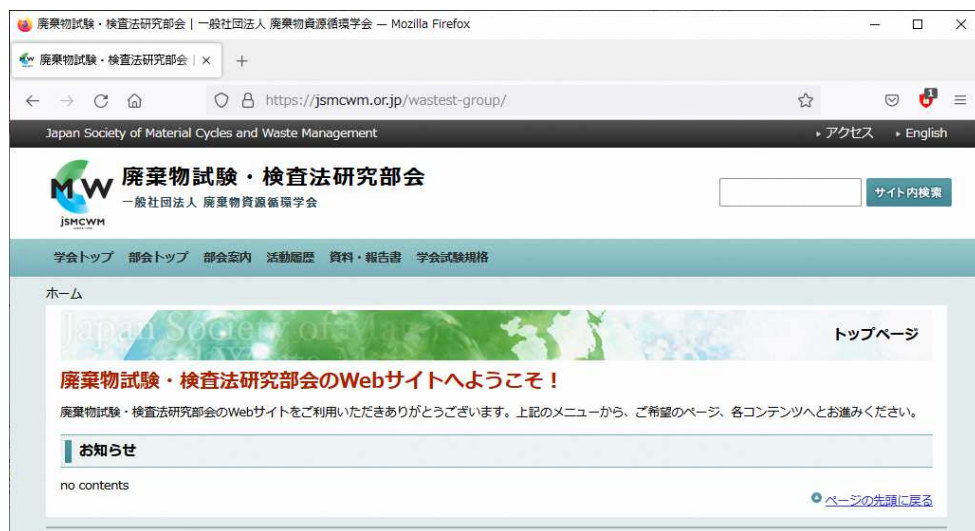 廃棄物試験・検査法研究部会 | 一般社団法人 廃棄物資源循環学会 — Mozilla Firefox
廃棄物試験・検査法研究部会 |
https://jsmcwm.or.jp/wastest-group/
1
Japan Society of Material Cycles and Waste Management
アクセス
English
MW
jsmcwm
廃棄物試験・検査法研究部会
一般社団法人 廃棄物資源循環学会
サイト内検索
学会トップ 部会トップ 部会案内 活動履歴 資料・報告書 学会試験規格
ホーム
Japan Society of Mater
トップページ
廃棄物試験・検査法研究部会のWebサイトへようこそ！
廃棄物試験・検査法研究部会のWebサイトをご利用いただきありがとうございます。上記のメニューから、ご希望のページ、各コンテンツへとお進みください。
お知らせ
no contents
ページの先頭に戻る